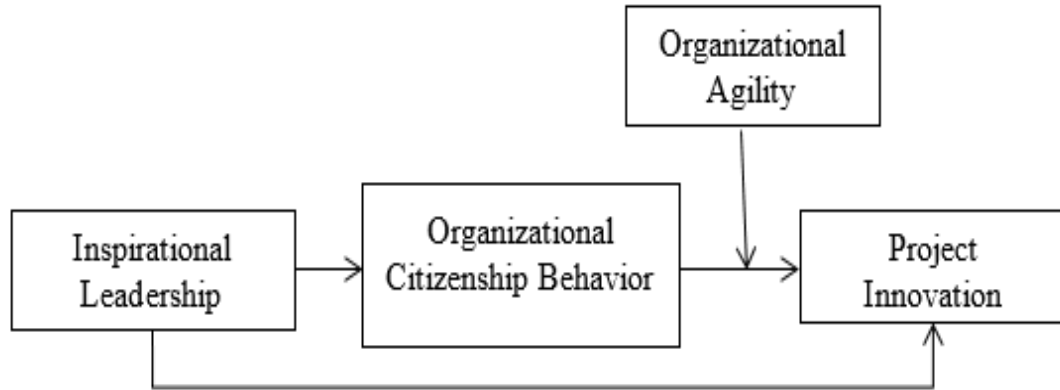 Organizational
Agility
Inspirational
Leadership
Organizational
Citizenship Behavior
Project
Innovation